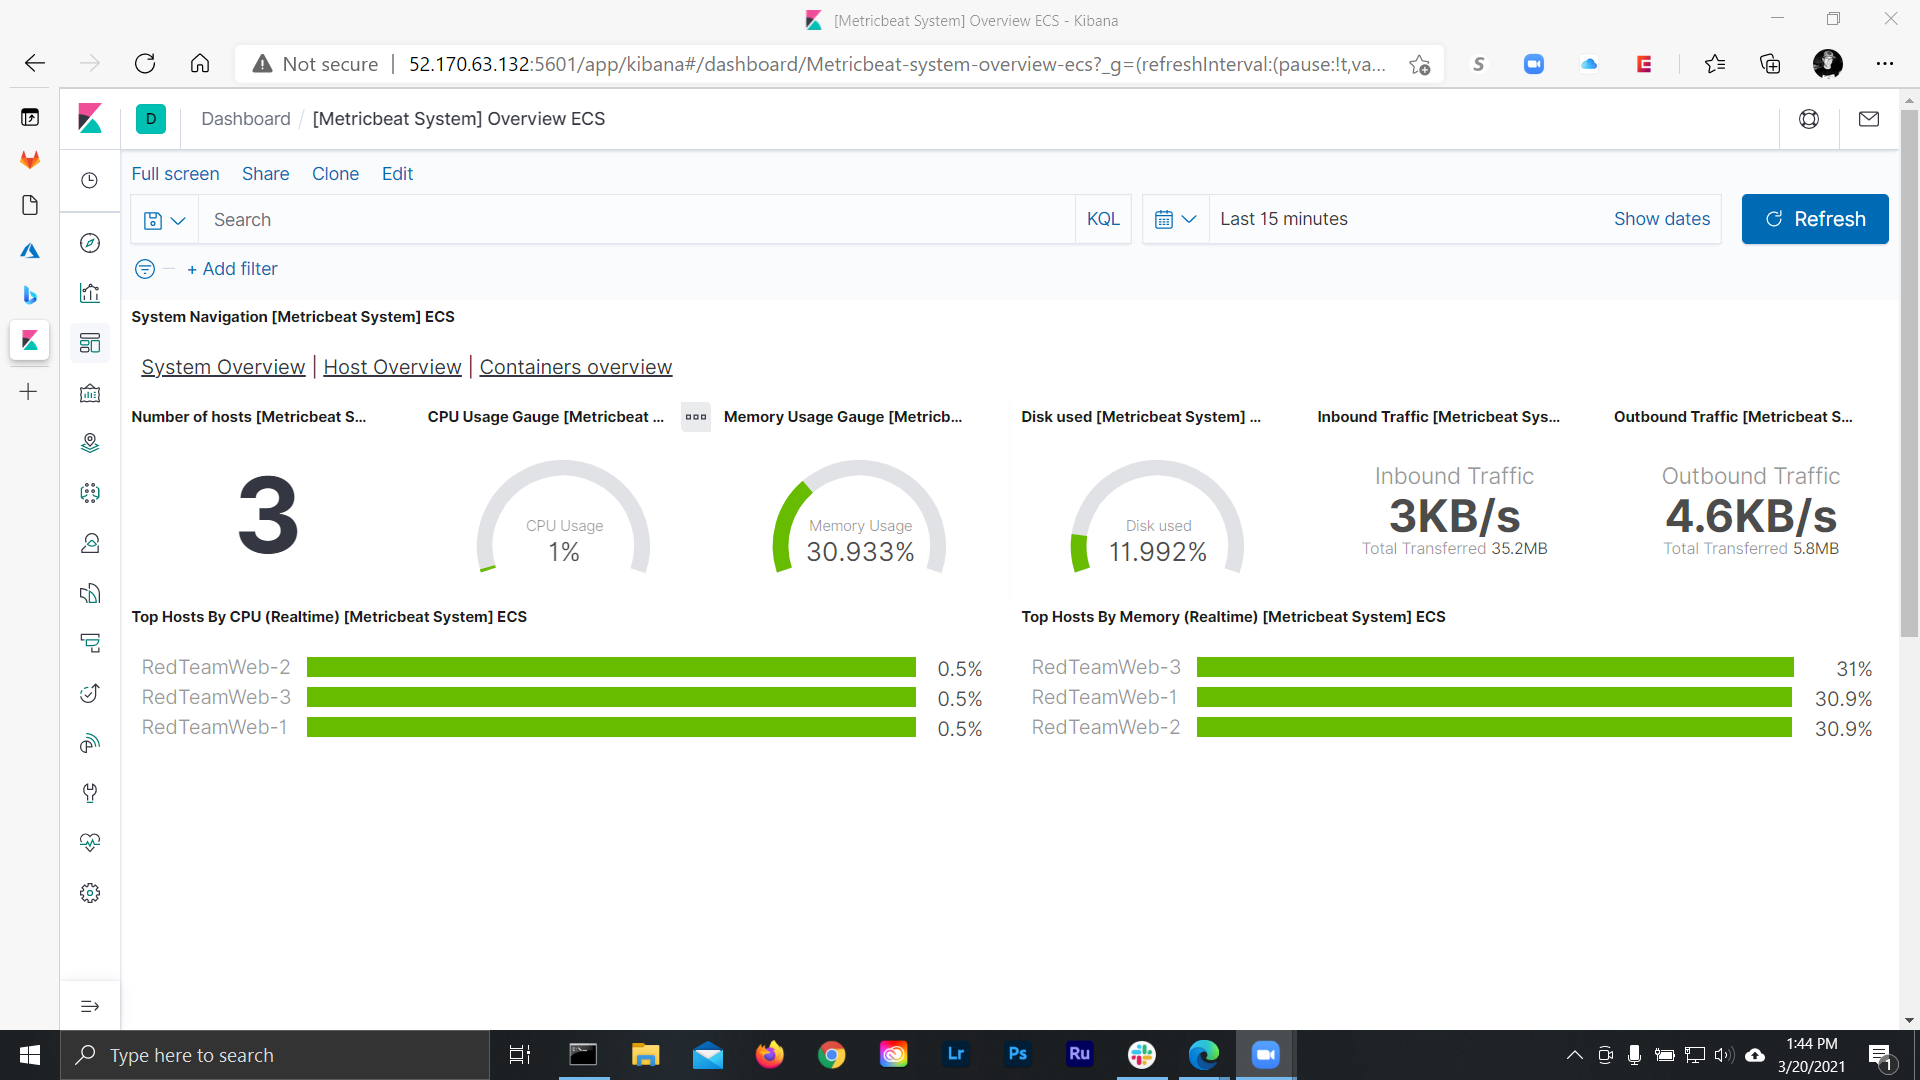 [Metricbeat System] Overview ECS - Kibana
Not secure | 52.170.63.132:5601/app/kibana#/dashboard/Metricbeat-system-overview-ecs?_g=(refreshInterval:(pause:!t,va...
D Dashboard / [Metricbeat System] Overview ECS
Full screen Share Clone Edit
Search KQL Last 15 minutes Show dates Refresh
+ Add filter
System Navigation [Metricbeat System] ECS
System Overview | Host Overview | Containers overview
Number of hosts [Metricbeat S... CPU Usage Gauge [Metricbeat ... Memory Usage Gauge [Metricb... Disk used [Metricbeat System] ... Inbound Traffic [Metricbeat Sys... Outbound Traffic [Metricbeat S...
3
CPU Usage
1%
Memory Usage
30.933%
Disk used
11.992%
Inbound Traffic
3KB/s
Total Transferred 35.2MB
Outbound Traffic
4.6KB/s
Total Transferred 5.8MB
Top Hosts By CPU (Realtime) [Metricbeat System] ECS
RedTeamWeb-2 0.5%
RedTeamWeb-3 0.5%
RedTeamWeb-1 0.5%
Top Hosts By Memory (Realtime) [Metricbeat System] ECS
RedTeamWeb-3 31%
RedTeamWeb-1 30.9%
RedTeamWeb-2 30.9%
Type here to search
Lr Ps Ru
1:44 PM
3/20/2021
1